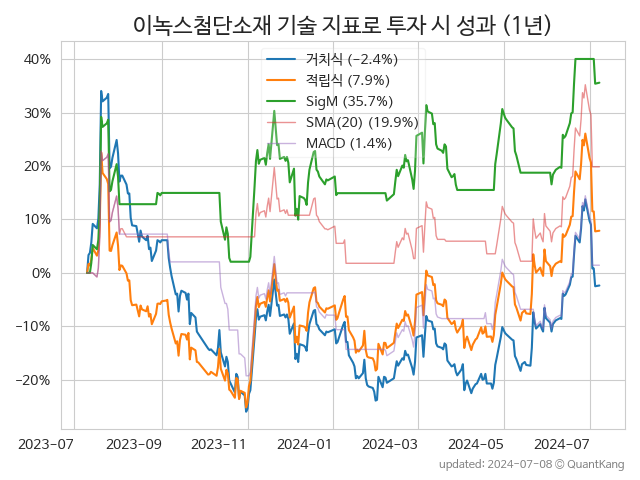 이녹스첨단소재 기술 지표로 투자 시 성과 (1년)
거치식 (−2.4%)
적립식 (7.9%)
SigM (35.7%)
SMA(20) (19.9%)
MACD (1.4%)
40%
30%
20%
10%
0%
−10%
−20%
2023-07 2023-09 2023-11 2024-01 2024-03 2024-05 2024-07
updated: 2024-07-08 © QuantKang